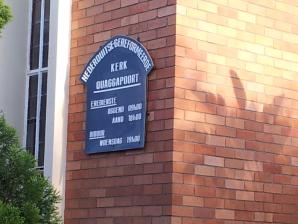 NEDERDUITSE GEREFORMEERDE
KERK
QUAGGAPOORT
EREDIENSTE
OGGEND 09h00
AAND 18h00
BIDUUR
WOENSDAG 19h00